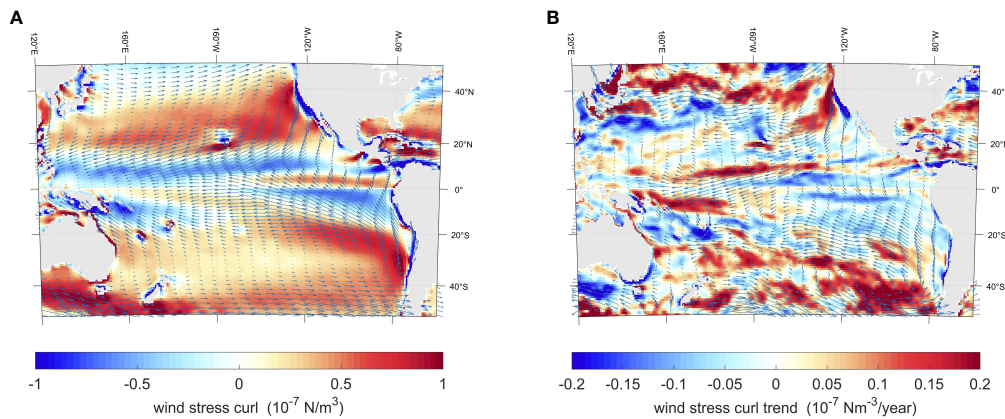 A
B
120°E 160°E 160°W 120°W 80°W
120°E 160°E 160°W 120°W 80°W
40°N
20°N
0°
20°S
40°S
40°N
20°N
0°
20°S
40°S
-1 -0.5 0 0.5 1
wind stress curl (10-7 N/m3)
-0.2 -0.15 -0.1 -0.05 0 0.05 0.1 0.15 0.2
wind stress curl trend (10-7 Nm-3/year)